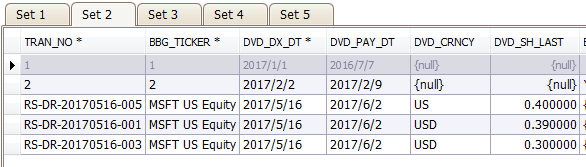 Set 1 Set 2 Set 3 Set 4 Set 5
TRAN_NO * BBG_TICKER * DVD_DX_DT * DVD_PAY_DT DVD_CRNCY DVD_SH_LAST
1 1 2017/1/1 2016/7/7 {null} {null}
2 2 2017/2/2 2017/2/9 {null} {null}
RS-DR-20170516-005 MSFT US Equity 2017/5/16 2017/6/2 US 0.400000
RS-DR-20170516-001 MSFT US Equity 2017/5/16 2017/6/2 USD 0.390000
RS-DR-20170516-003 MSFT US Equity 2017/5/16 2017/6/2 USD 0.300000